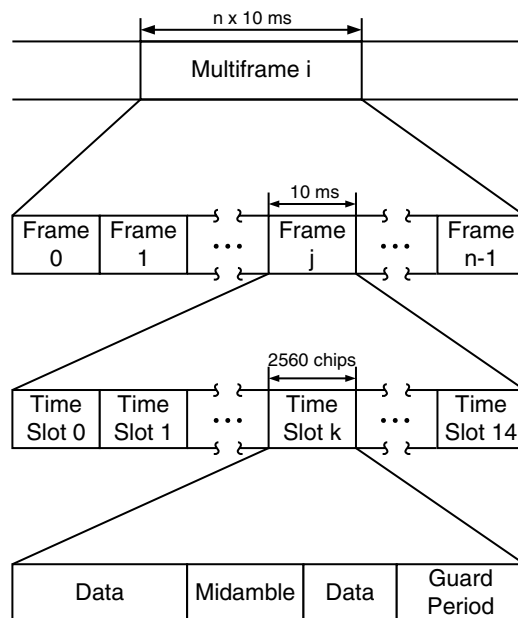 n x 10 ms
Multiframe i
10 ms
Frame 0
Frame 1
...
Frame j
...
Frame n-1
2560 chips
Time Slot 0
Time Slot 1
...
Time Slot k
...
Time Slot 14
Data
Midamble
Data
Guard Period